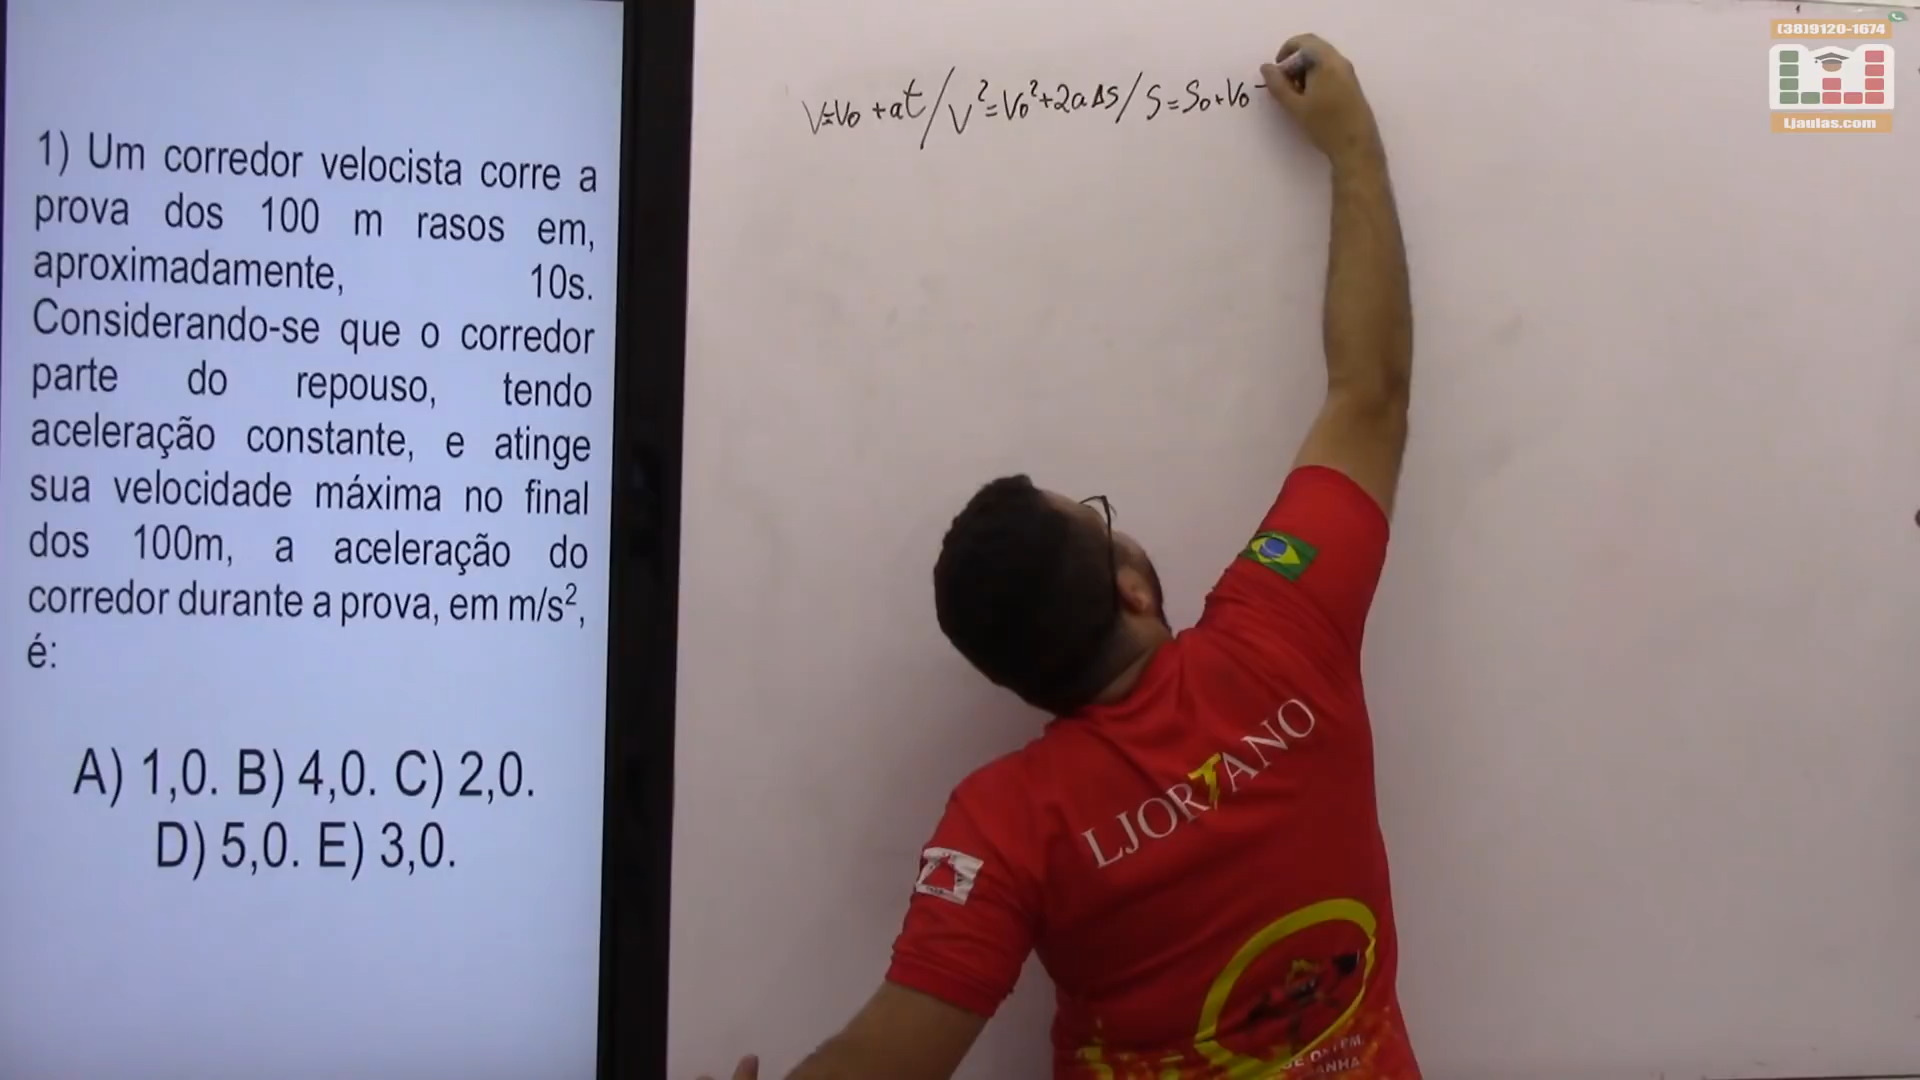 1) Um corredor velocista corre a
prova dos 100 m rasos em,
aproximadamente, 10s.
Considerando-se que o corredor
parte do repouso, tendo
aceleração constante, e atinge
sua velocidade máxima no final
dos 100m, a aceleração do
corredor durante a prova, em m/s²,
é:
A) 1,0. B) 4,0. C) 2,0.
D) 5,0. E) 3,0.
V=V₀ + at / V²=V₀²+2aΔS / S=S₀+V₀
(38)9120-1674
Ljaulas.com
LJORTANO